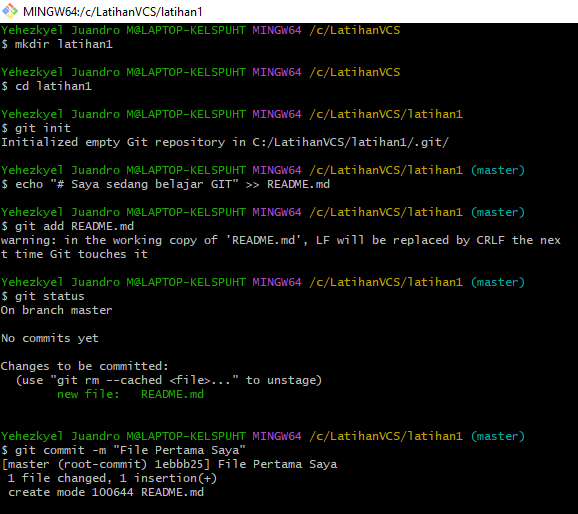 MINGW64:/c/LatihanVCS/latihan1
Yehezkyel Juandro M@LAPTOP-KELSPUHT MINGW64 /c/LatihanVCS
$ mkdir latihan1
Yehezkyel Juandro M@LAPTOP-KELSPUHT MINGW64 /c/LatihanVCS
$ cd latihan1
Yehezkyel Juandro M@LAPTOP-KELSPUHT MINGW64 /c/LatihanVCS/latihan1
$ git init
Initialized empty Git repository in C:/LatihanVCS/latihan1/.git/
Yehezkyel Juandro M@LAPTOP-KELSPUHT MINGW64 /c/LatihanVCS/latihan1 (master)
$ echo "# Saya sedang belajar GIT" >> README.md
Yehezkyel Juandro M@LAPTOP-KELSPUHT MINGW64 /c/LatihanVCS/latihan1 (master)
$ git add README.md
warning: in the working copy of 'README.md', LF will be replaced by CRLF the nex
t time Git touches it
Yehezkyel Juandro M@LAPTOP-KELSPUHT MINGW64 /c/LatihanVCS/latihan1 (master)
$ git status
On branch master
No commits yet
Changes to be committed:
  (use "git rm --cached <file>..." to unstage)
        new file:   README.md
Yehezkyel Juandro M@LAPTOP-KELSPUHT MINGW64 /c/LatihanVCS/latihan1 (master)
$ git commit -m "File Pertama Saya"
[master (root-commit) 1ebbb25] File Pertama Saya
 1 file changed, 1 insertion(+)
 create mode 100644 README.md